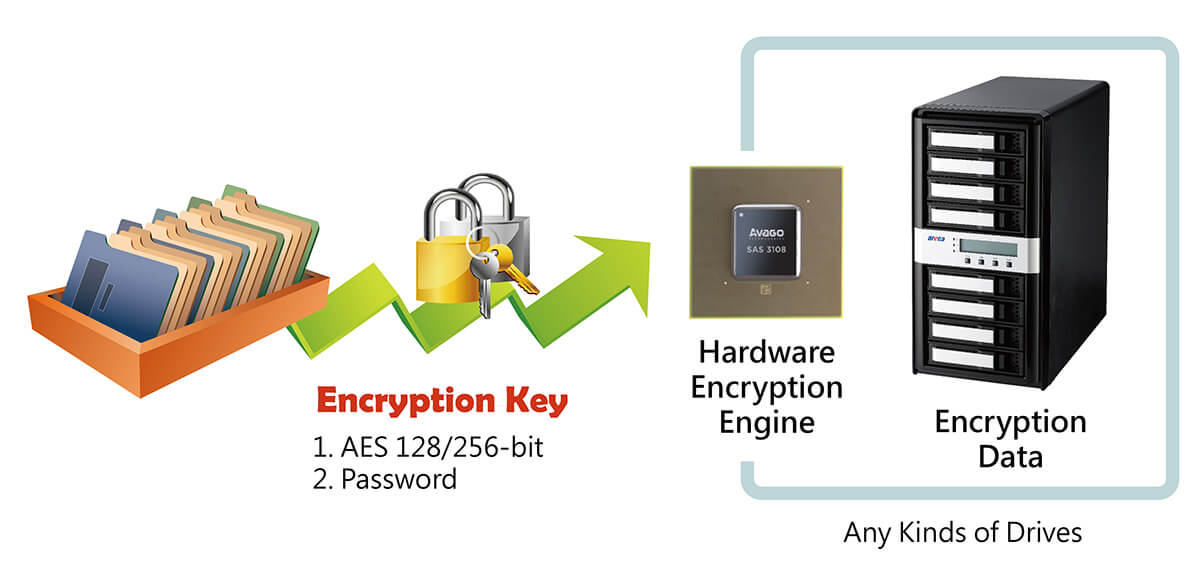 Encryption Key
1. AES 128/256-bit
2. Password
AVAGO
TECHNOLOGIES
SAS 3108
Hardware
Encryption
Engine
areca
Encryption
Data
Any Kinds of Drives